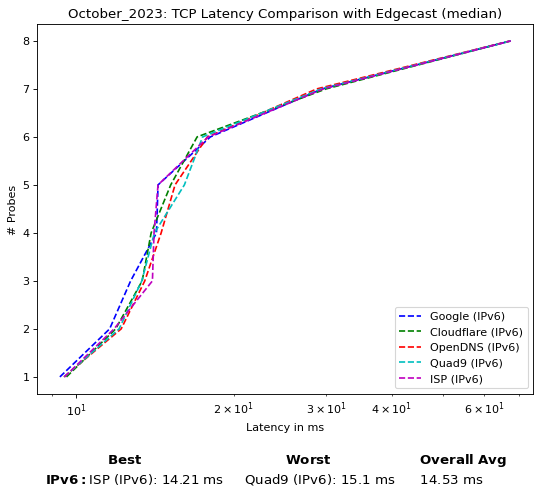 October_2023: TCP Latency Comparison with Edgecast (median)
# Probes
8
7
6
5
4
3
2
1
Google (IPv6)
Cloudflare (IPv6)
OpenDNS (IPv6)
Quad9 (IPv6)
ISP (IPv6)
10¹ 2 × 10¹ 3 × 10¹ 4 × 10¹ 6 × 10¹
Latency in ms
Best Worst Overall Avg
IPv6: ISP (IPv6): 14.21 ms Quad9 (IPv6): 15.1 ms 14.53 ms